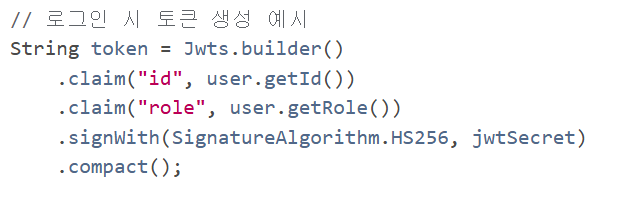 // 로그인 시 토큰 생성 예시
String token = Jwts.builder()
    .claim("id", user.getId())
    .claim("role", user.getRole())
    .signWith(SignatureAlgorithm.HS256, jwtSecret)
    .compact();